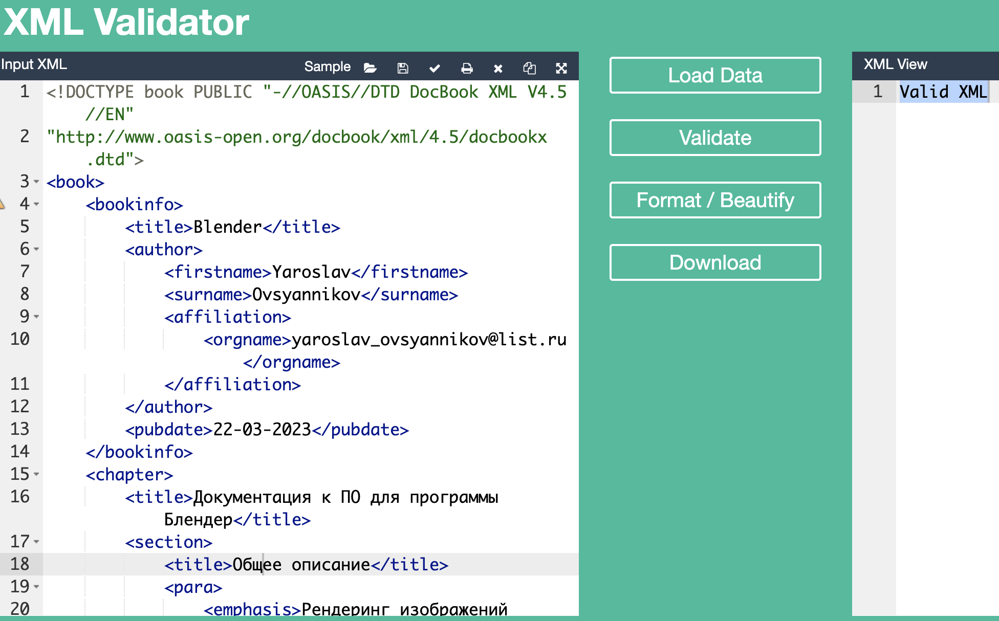 XML Validator
Input XML
Sample
1 <!DOCTYPE book PUBLIC "-//OASIS//DTD DocBook XML V4.5
//EN"
2 "http://www.oasis-open.org/docbook/xml/4.5/docbookx
.dtd">
3 <book>
4 <bookinfo>
5 <title>Blender</title>
6 <author>
7 <firstname>Yaroslav</firstname>
8 <surname>Ovsyannikov</surname>
9 <affiliation>
10 <orgname>yaroslav_ovsyannikov@list.ru
</orgname>
11 </affiliation>
12 </author>
13 <pubdate>22-03-2023</pubdate>
14 </bookinfo>
15 <chapter>
16 <title>Документация к ПО для программы
Блендер</title>
17 <section>
18 <title>Общее описание</title>
19 <para>
20 <emphasis>Рендеринг изображений
Load Data
Validate
Format / Beautify
Download
XML View
1 Valid XML